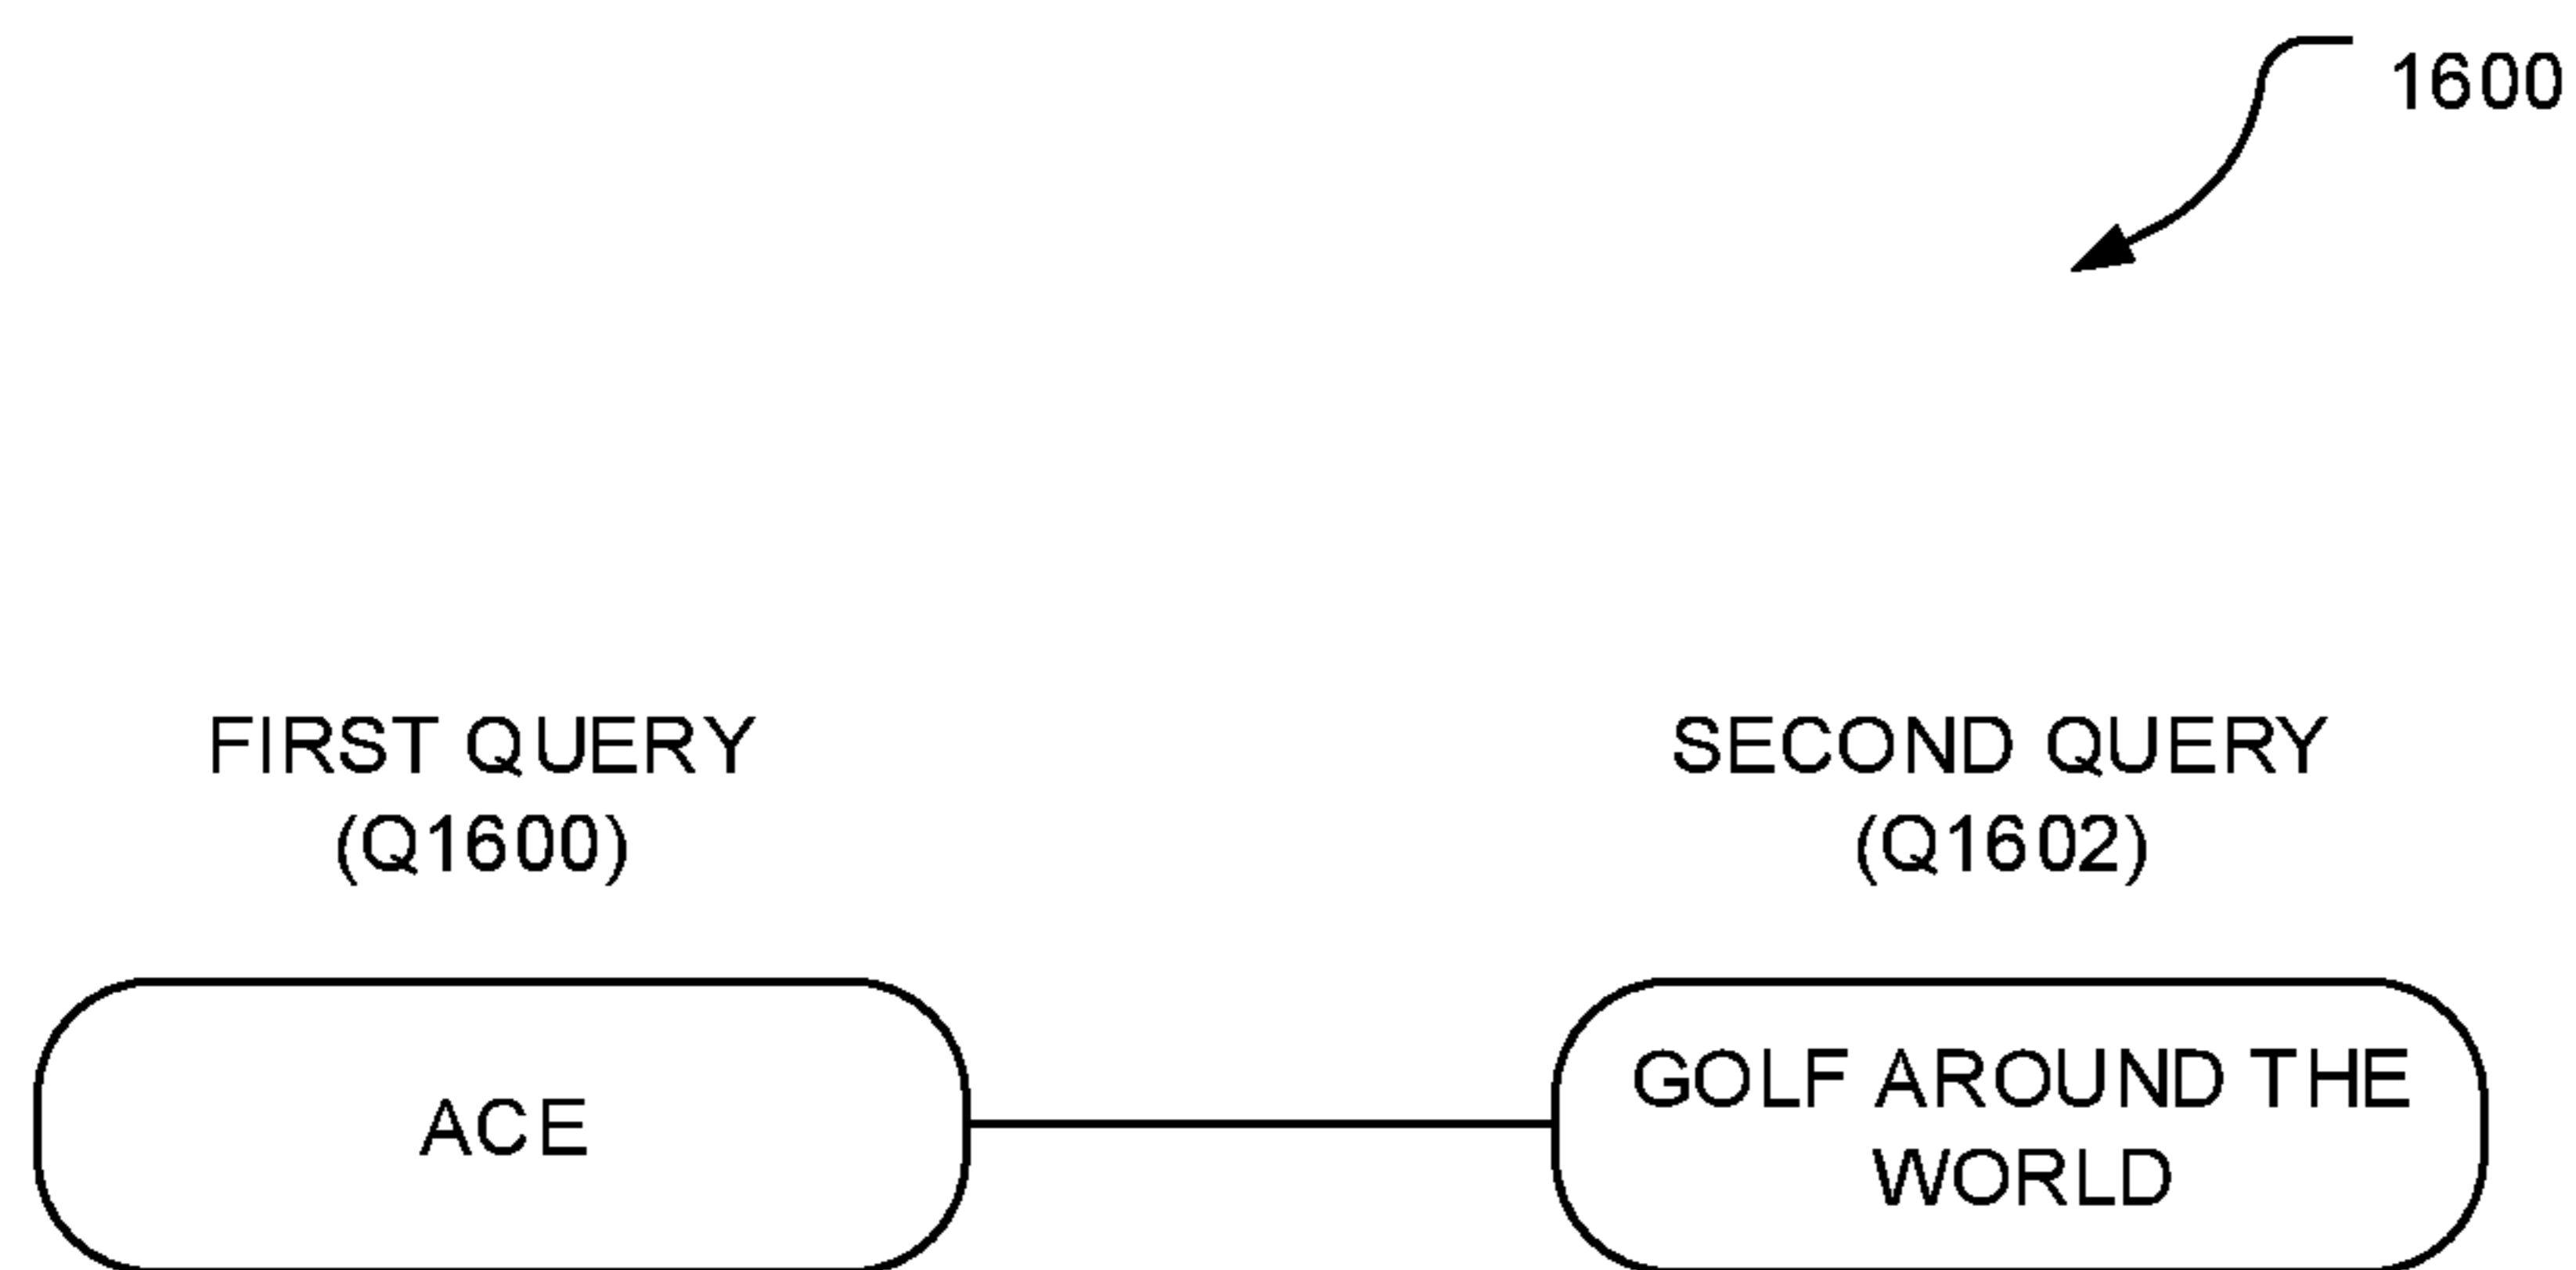 1600
FIRST QUERY
(Q1600)
SECOND QUERY
(Q1602)
ACE
GOLF AROUND THE
WORLD